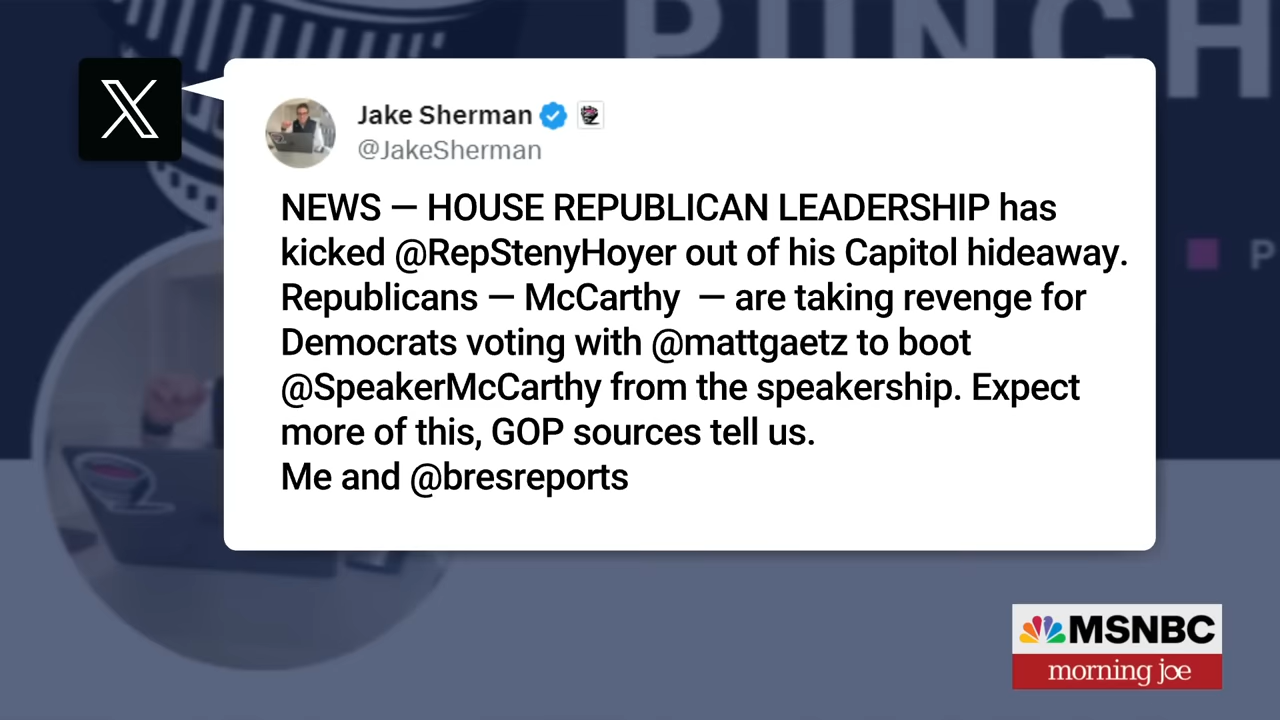 PUNCH
X
Jake Sherman
@JakeSherman
NEWS — HOUSE REPUBLICAN LEADERSHIP has
kicked @RepStenyHoyer out of his Capitol hideaway.
Republicans — McCarthy — are taking revenge for
Democrats voting with @mattgaetz to boot
@SpeakerMcCarthy from the speakership. Expect
more of this, GOP sources tell us.
Me and @bresreports
P
MSNBC
morning joe